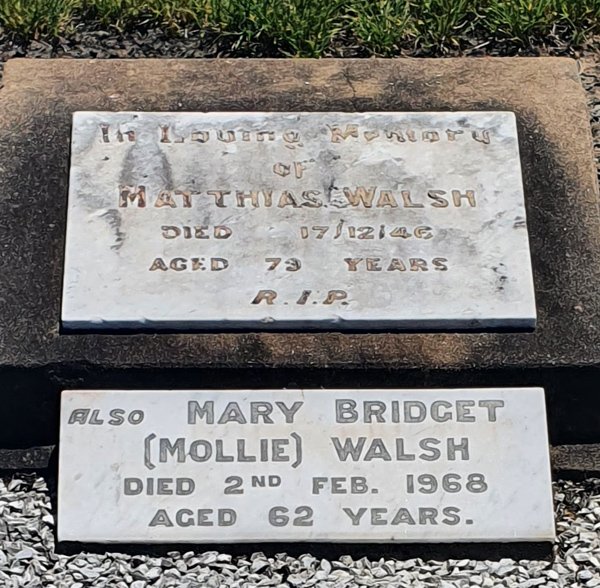 In Loving Memory
of
MATTHIAS WALSH
DIED 17/12/46
AGED 79 YEARS
R.I.P.
ALSO MARY BRIDGET
(MOLLIE) WALSH
DIED 2ND FEB. 1968
AGED 62 YEARS.